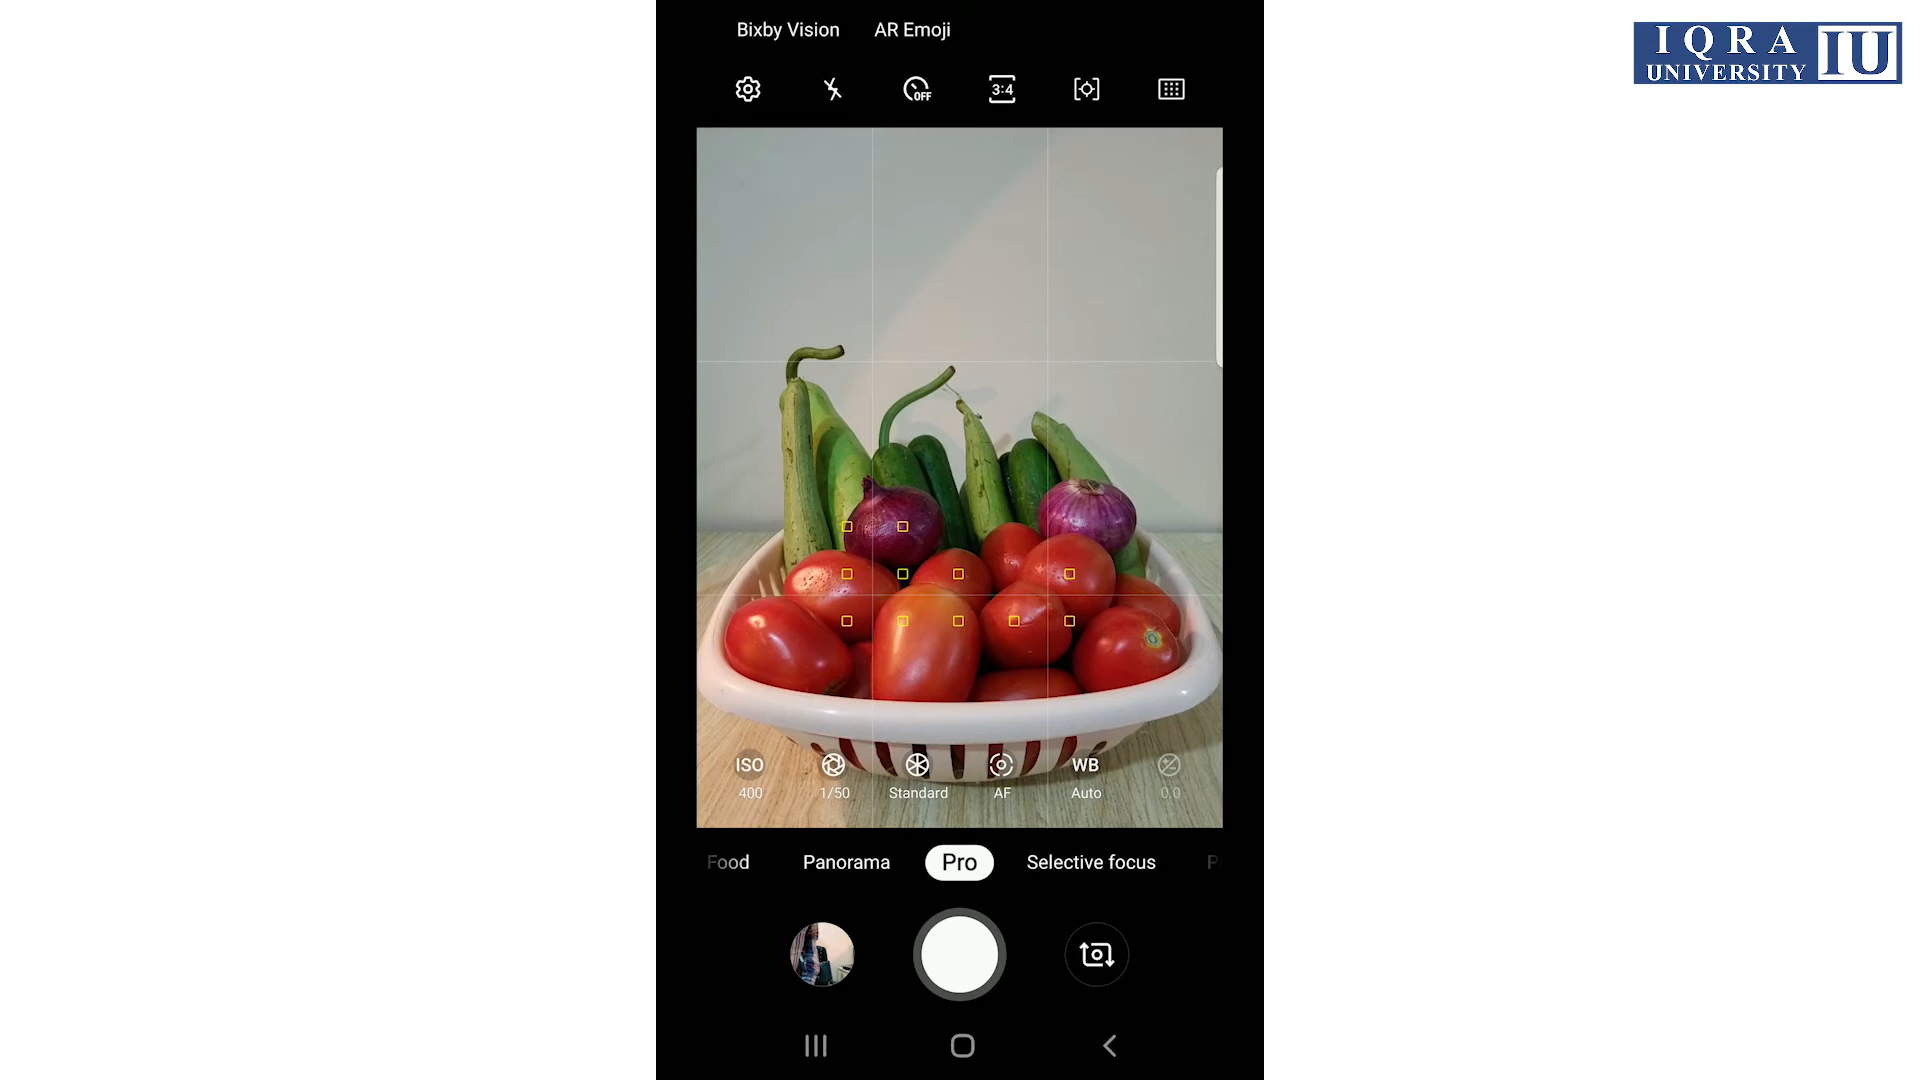 IQRA
UNIVERSITY IU
Bixby Vision AR Emoji
OFF 3:4
ISO WB
400 1/50 Standard AF Auto 0.0
Food Panorama Pro Selective focus P